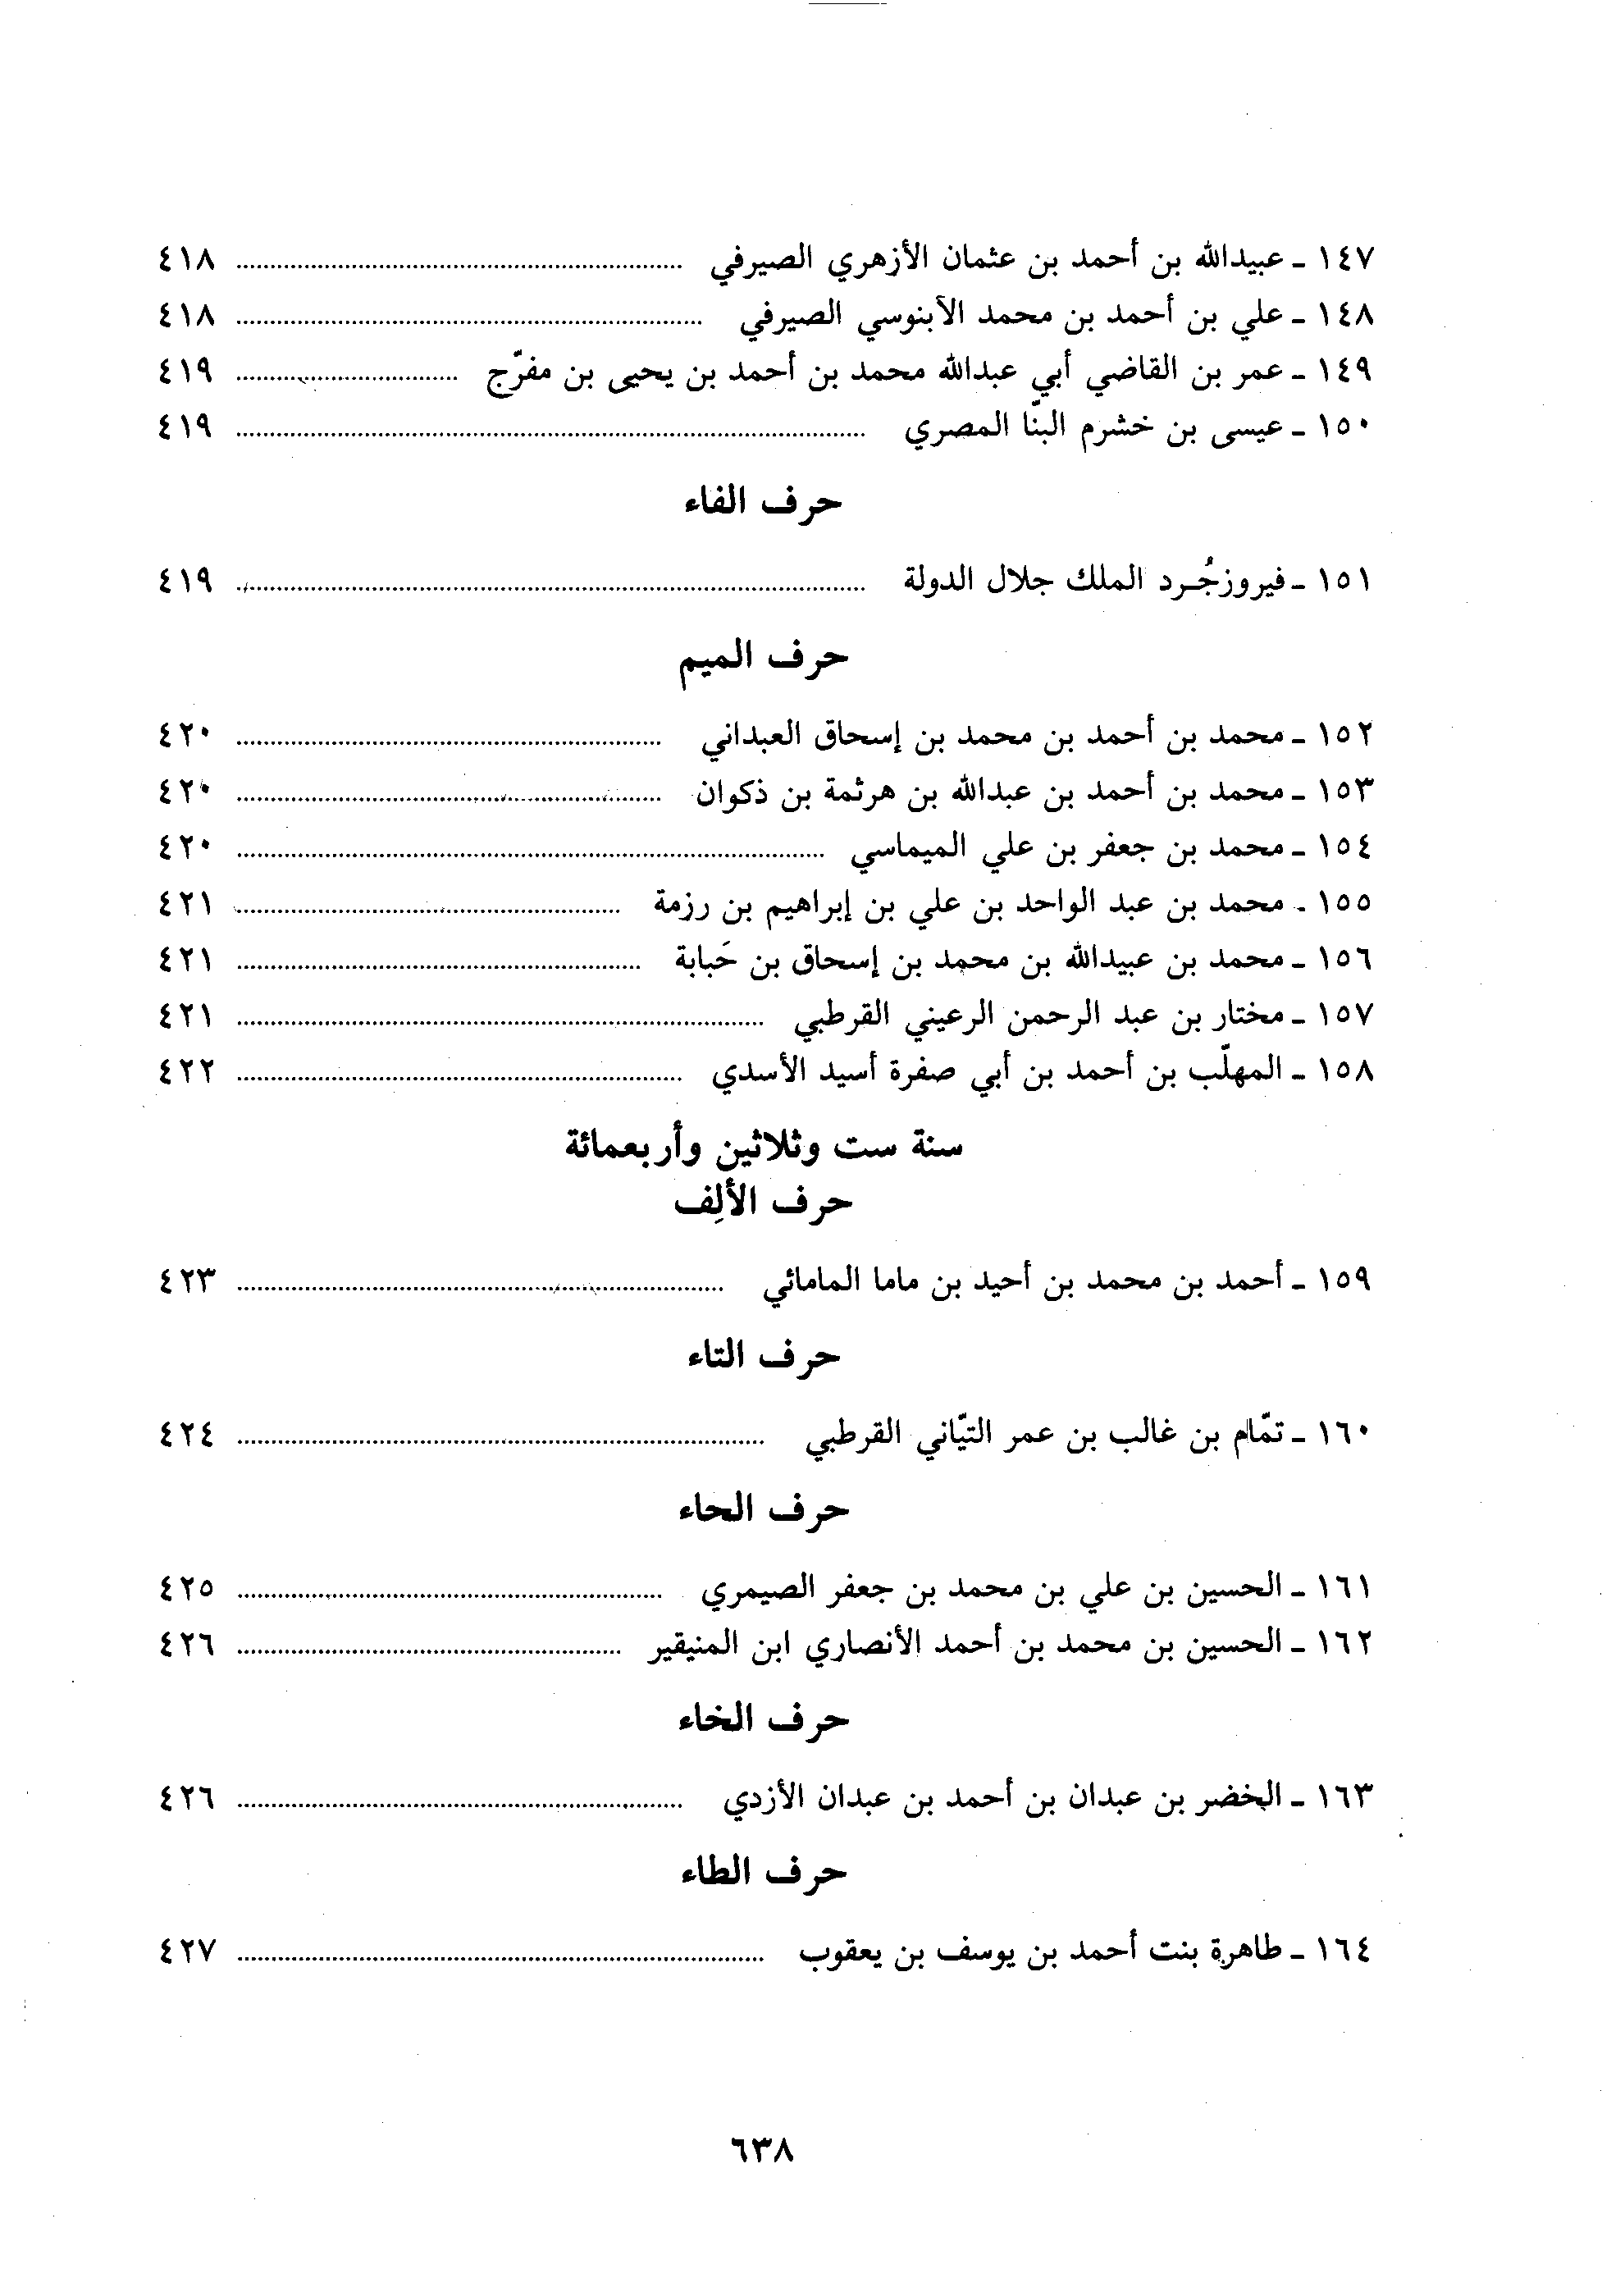 ١٤٧ ـ عبيدالله بن أحمد بن عثمان الأزهري الصيرفي ........ ٤١٨
١٤٨ ـ علي بن أحمد بن محمد الأبنوسي الصيرفي ........ ٤١٨
١٤٩ ـ عمر بن القاضي أبي عبدالله محمد بن أحمد بن يحيى بن مفرّج ........ ٤١٩
١٥٠ ـ عيسى بن خشرم البنّا المصري ........ ٤١٩
حرف الفاء
١٥١ ـ فيروزجُـرد الملك جلال الدولة ........ ٤١٩
حرف الميم
١٥٢ ـ محمد بن أحمد بن محمد بن إسحاق العبداني ........ ٤٢٠
١٥٣ ـ محمد بن أحمد بن عبدالله بن هرثمة بن ذكوان ........ ٤٢٠
١٥٤ ـ محمد بن جعفر بن علي الميماسي ........ ٤٢٠
١٥٥ ـ محمد بن عبد الواحد بن علي بن إبراهيم بن رزمة ........ ٤٢١
١٥٦ ـ محمد بن عبيدالله بن محمد بن إسحاق بن حَبابة ........ ٤٢١
١٥٧ ـ مختار بن عبد الرحمن الرعيني القرطبي ........ ٤٢١
١٥٨ ـ المهلّب بن أحمد بن أبي صفرة أسيد الأسدي ........ ٤٢٢
سنة ست وثلاثين وأربعمائة
حرف الألِف
١٥٩ ـ أحمد بن محمد بن أحيد بن ماما المامائي ........ ٤٢٣
حرف التاء
١٦٠ ـ تمّام بن غالب بن عمر التيّاني القرطبي ........ ٤٢٤
حرف الحاء
١٦١ ـ الحسين بن علي بن محمد بن جعفر الصيمري ........ ٤٢٥
١٦٢ ـ الحسين بن محمد بن أحمد الأنصاري ابن المنيقير ........ ٤٢٦
حرف الخاء
١٦٣ ـ الخضر بن عبدان بن أحمد بن عبدان الأزدي ........ ٤٢٦
حرف الطاء
١٦٤ ـ طاهرة بنت أحمد بن يوسف بن يعقوب ........ ٤٢٧
٦٣٨